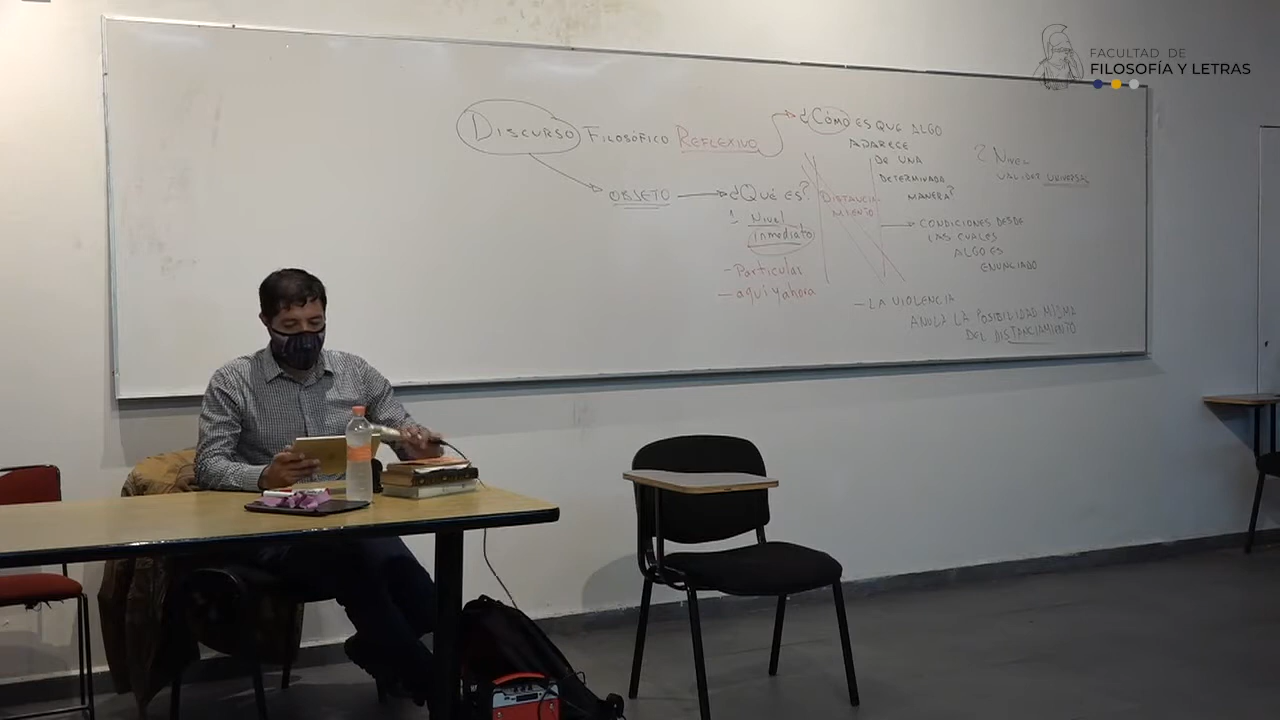 FACULTAD DE
FILOSOFÍA Y LETRAS
DISCURSO FILOSÓFICO REFLEXIVO
¿CÓMO ES QUE ALGO
APARECE
DE UNA
DETERMINADA
MANERA?
2 NIVEL
VALIDEZ UNIVERSAL
OBJETO
¿QUÉ ES?
1 Nivel
inmediato
- Particular
- aquí y ahora
DISTANCIA-
MIENTO
CONDICIONES DESDE
LAS CUALES
ALGO ES
ENUNCIADO
- LA VIOLENCIA
ANULA LA POSIBILIDAD MISMA
DEL DISTANCIAMIENTO